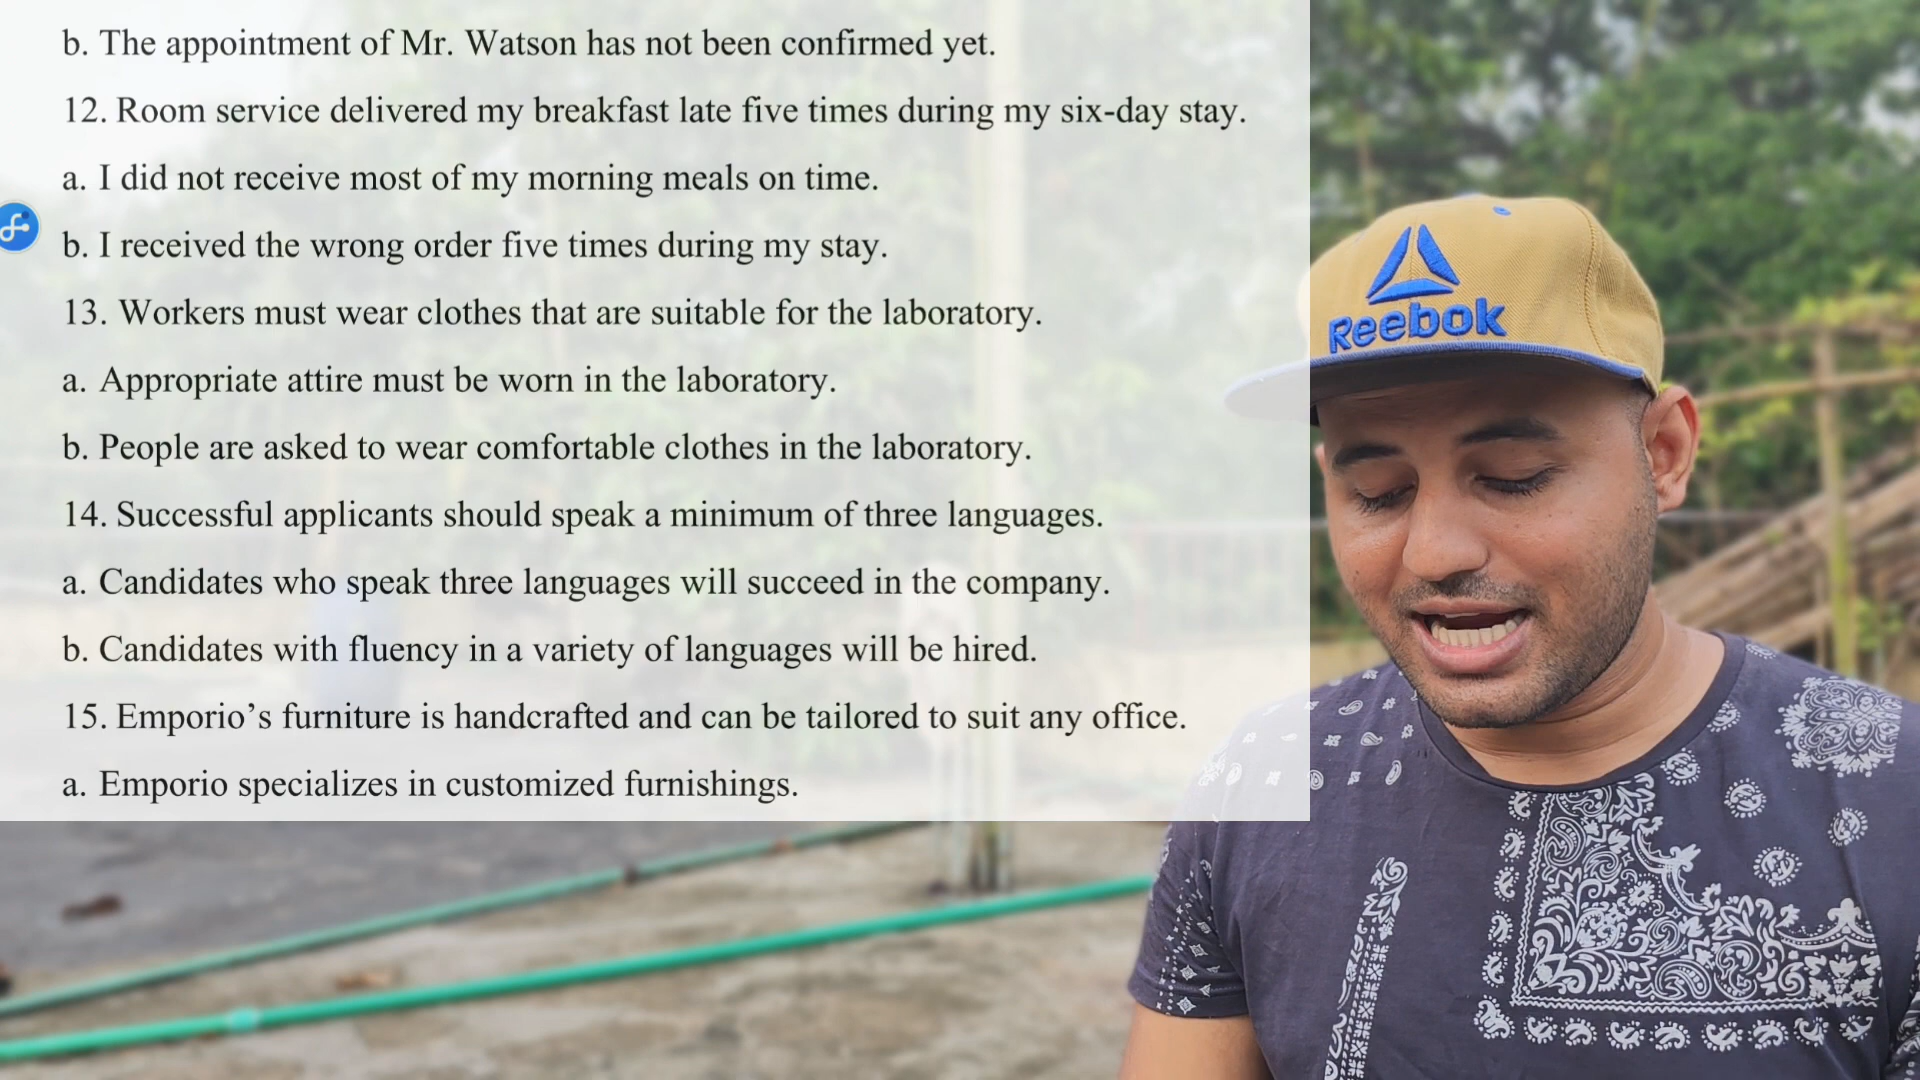 b. The appointment of Mr. Watson has not been confirmed yet.
12. Room service delivered my breakfast late five times during my six-day stay.
a. I did not receive most of my morning meals on time.
b. I received the wrong order five times during my stay.
13. Workers must wear clothes that are suitable for the laboratory.
a. Appropriate attire must be worn in the laboratory.
b. People are asked to wear comfortable clothes in the laboratory.
14. Successful applicants should speak a minimum of three languages.
a. Candidates who speak three languages will succeed in the company.
b. Candidates with fluency in a variety of languages will be hired.
15. Emporio’s furniture is handcrafted and can be tailored to suit any office.
a. Emporio specializes in customized furnishings.
Reebok